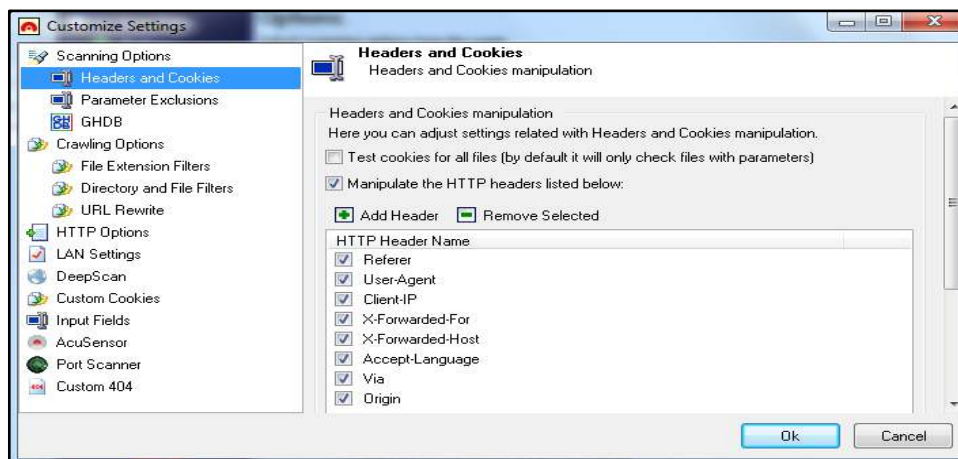 Customize Settings
Scanning Options
Headers and Cookies
Parameter Exclusions
GHDB
Crawling Options
File Extension Filters
Directory and File Filters
URL Rewrite
HTTP Options
LAN Settings
DeepScan
Custom Cookies
Input Fields
AcuSensor
Port Scanner
Custom 404
Headers and Cookies
Headers and Cookies manipulation
Headers and Cookies manipulation
Here you can adjust settings related with Headers and Cookies manipulation.
Test cookies for all files (by default it will only check files with parameters)
Manipulate the HTTP headers listed below:
Add Header Remove Selected
HTTP Header Name
Referer
User-Agent
Client-IP
X-Forwarded-For
X-Forwarded-Host
Accept-Language
Via
Origin
Ok Cancel